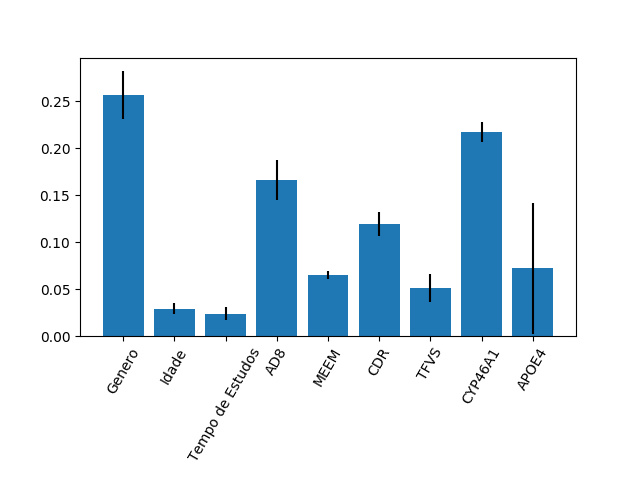 0.25
0.20
0.15
0.10
0.05
0.00
Genero
Idade
Tempo de Estudos
AD8
MEEM
CDR
TFVS
CYP46A1
APOE4